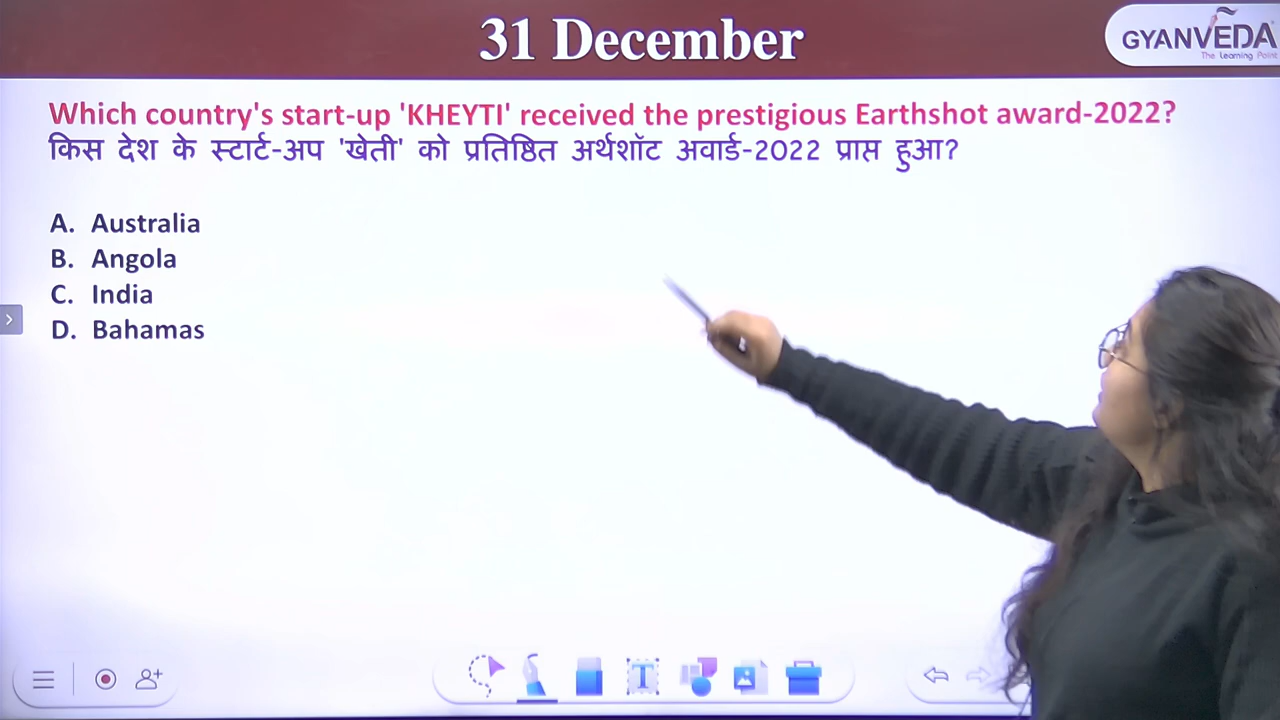 31 December
GYANVEDA
The Learning Point
Which country's start-up 'KHEYTI' received the prestigious Earthshot award-2022?
किस देश के स्टार्ट-अप 'खेती' को प्रतिष्ठित अर्थशॉट अवार्ड-2022 प्राप्त हुआ?
A. Australia
B. Angola
C. India
D. Bahamas
T